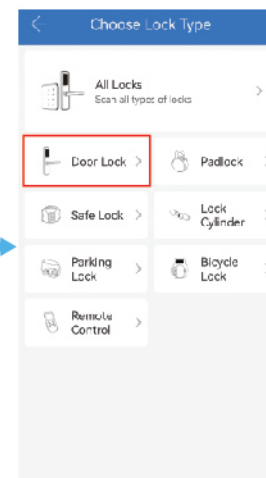 Choose Lock Type
All Locks
Scan all types of locks
Door Lock
Padlock
Safe Lock
Lock
Cylinder
Parking
Lock
Bicycle
Lock
Remote
Control